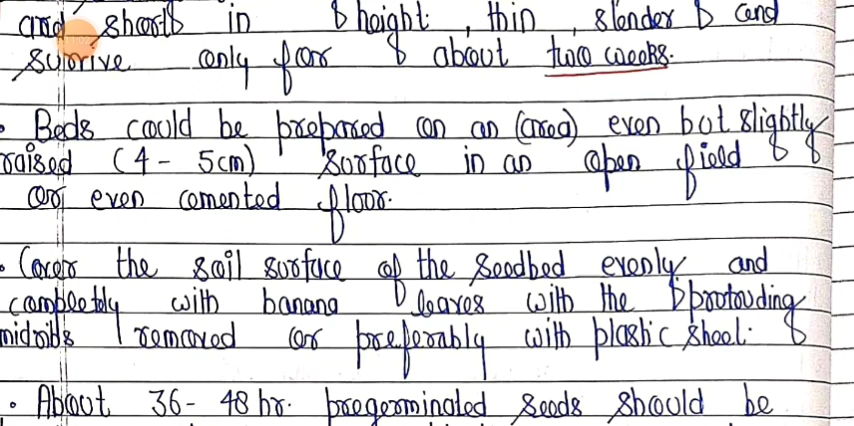 and shorts in height, thin, slender and
survive only for about two weeks.
• Beds could be prepared on an (area) even but slightly
raised (4 - 5cm) surface in an open field
or even cemented floor.
• Cover the soil surface of the seedbed evenly and
completely with banana leaves with the protruding
midribs removed or preferably with plastic sheet.
• About 36 - 48 hr. pregerminated seeds should be